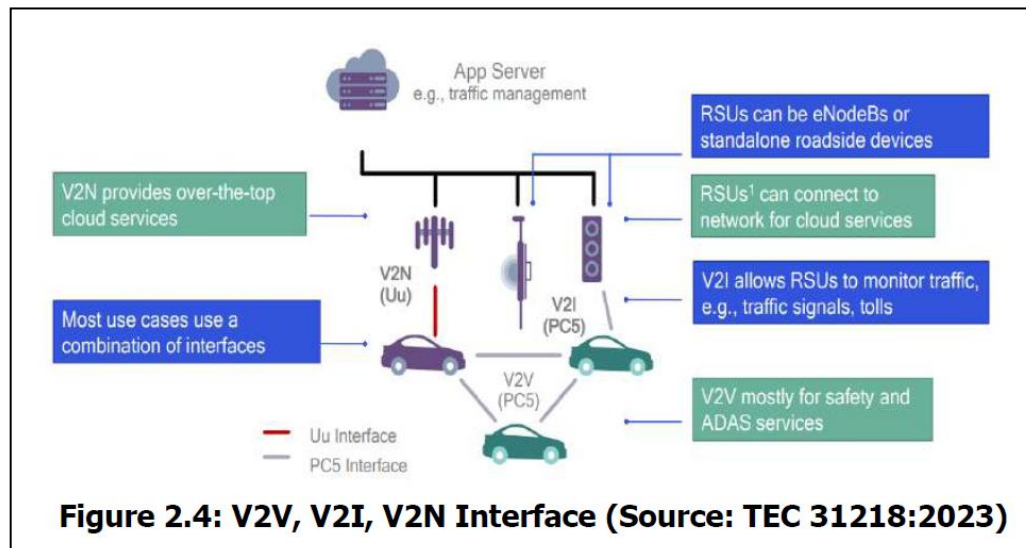 App Server
e.g., traffic management
RSUs can be eNodeBs or
standalone roadside devices
V2N provides over-the-top
cloud services
RSUs¹ can connect to
network for cloud services
V2N
(Uu)
V2I
(PC5)
V2I allows RSUs to monitor traffic,
e.g., traffic signals, tolls
Most use cases use a
combination of interfaces
V2V
(PC5)
V2V mostly for safety and
ADAS services
Uu Interface
PC5 Interface
Figure 2.4: V2V, V2I, V2N Interface (Source: TEC 31218:2023)